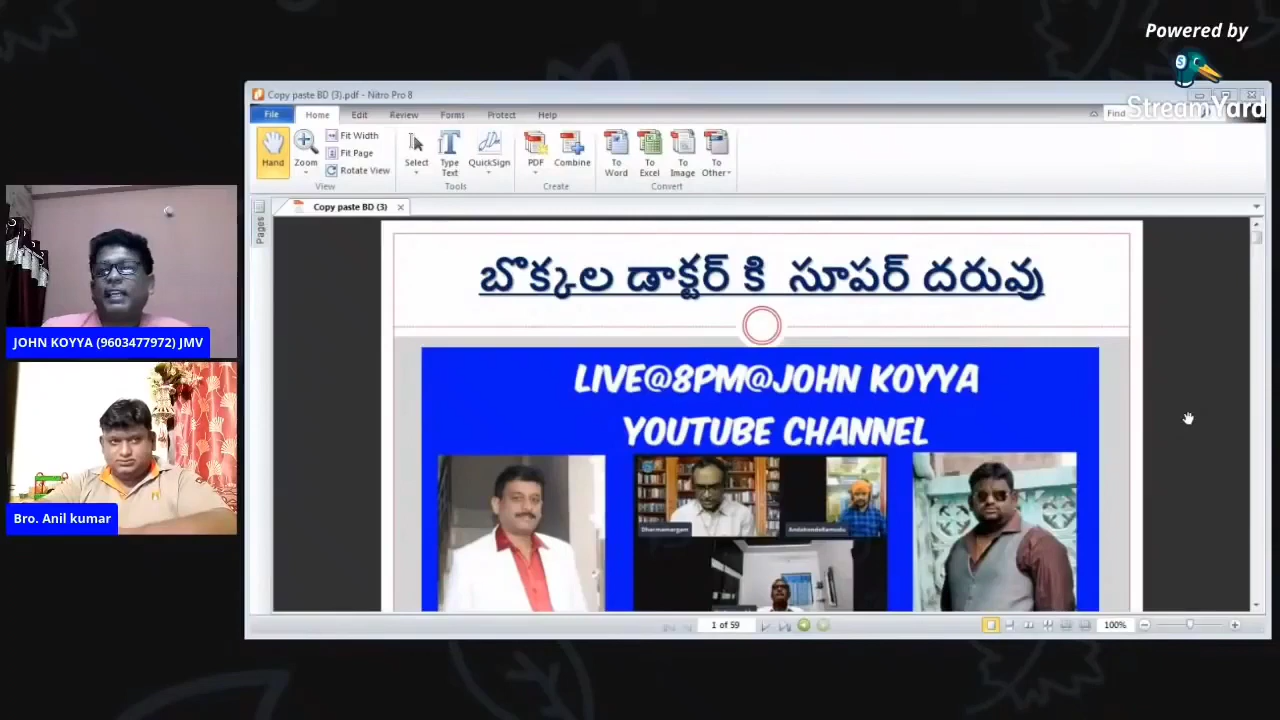 Powered by
StreamYard
Copy paste BD (3).pdf - Nitro Pro 8
File Home Edit Review Forms Protect Help Find
Hand Zoom Fit Width Fit Page Rotate View
View
Select Type Text QuickSign
Tools
PDF Combine
Create
To Word To Excel To Image To Other
Convert
Copy paste BD (3)
Pages
బొక్కల డాక్టర్ కి సూపర్ దరువు
LIVE@8PM@JOHN KOYYA
YOUTUBE CHANNEL
Dharmamargam
JOHN KOYYA (9603477972) JMV
Bro. Anil kumar
1 of 59
100%